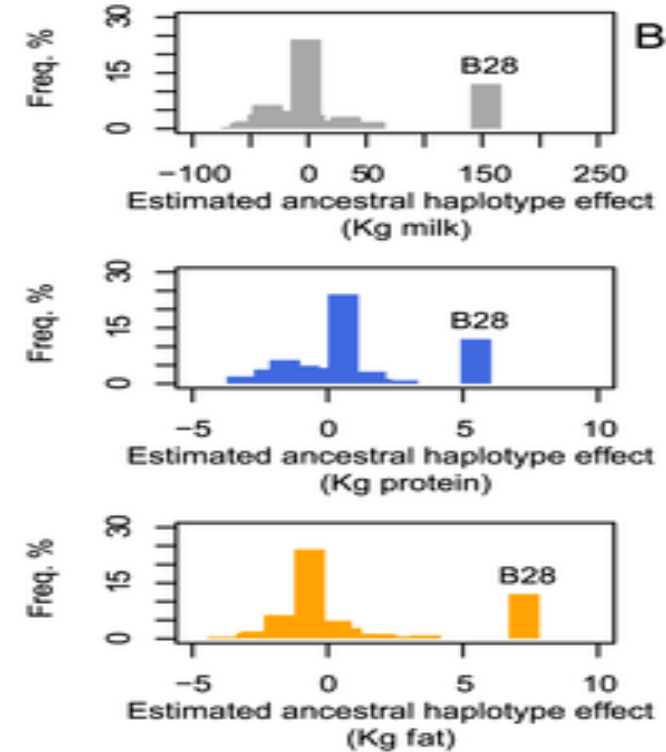 B
Freq. %
0 15 30
B28
−100 0 50 150 250
Estimated ancestral haplotype effect
(Kg milk)
Freq. %
0 15 30
B28
−5 0 5 10
Estimated ancestral haplotype effect
(Kg protein)
Freq. %
0 15 30
B28
−5 0 5 10
Estimated ancestral haplotype effect
(Kg fat)